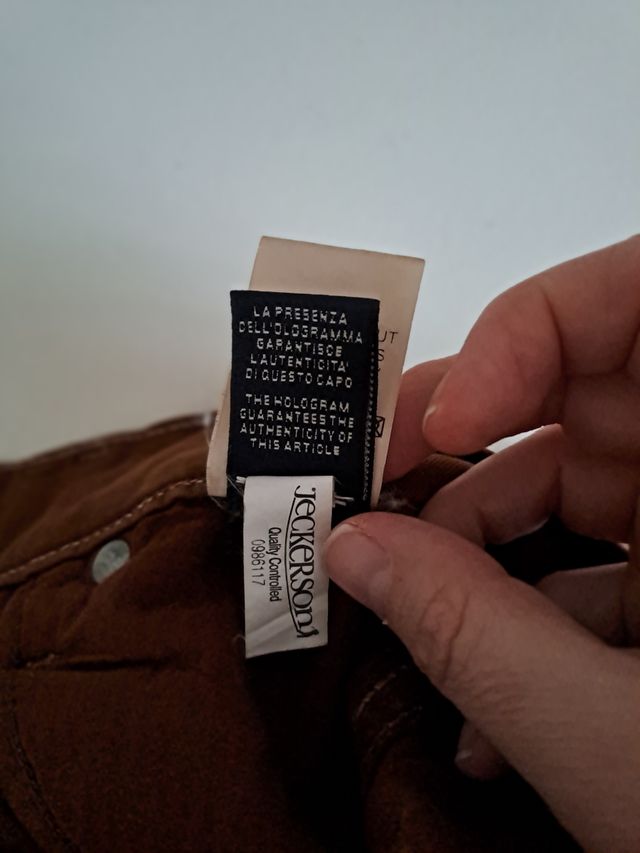 LA PRESENZA
DELL'OLOGRAMMA
GARANTISCE
L'AUTENTICITA'
DI QUESTO CAPO
THE HOLOGRAM
GUARANTEES THE
AUTHENTICITY OF
THIS ARTICLE
UT
S
JECKERSON
Quality Controlled
0986117